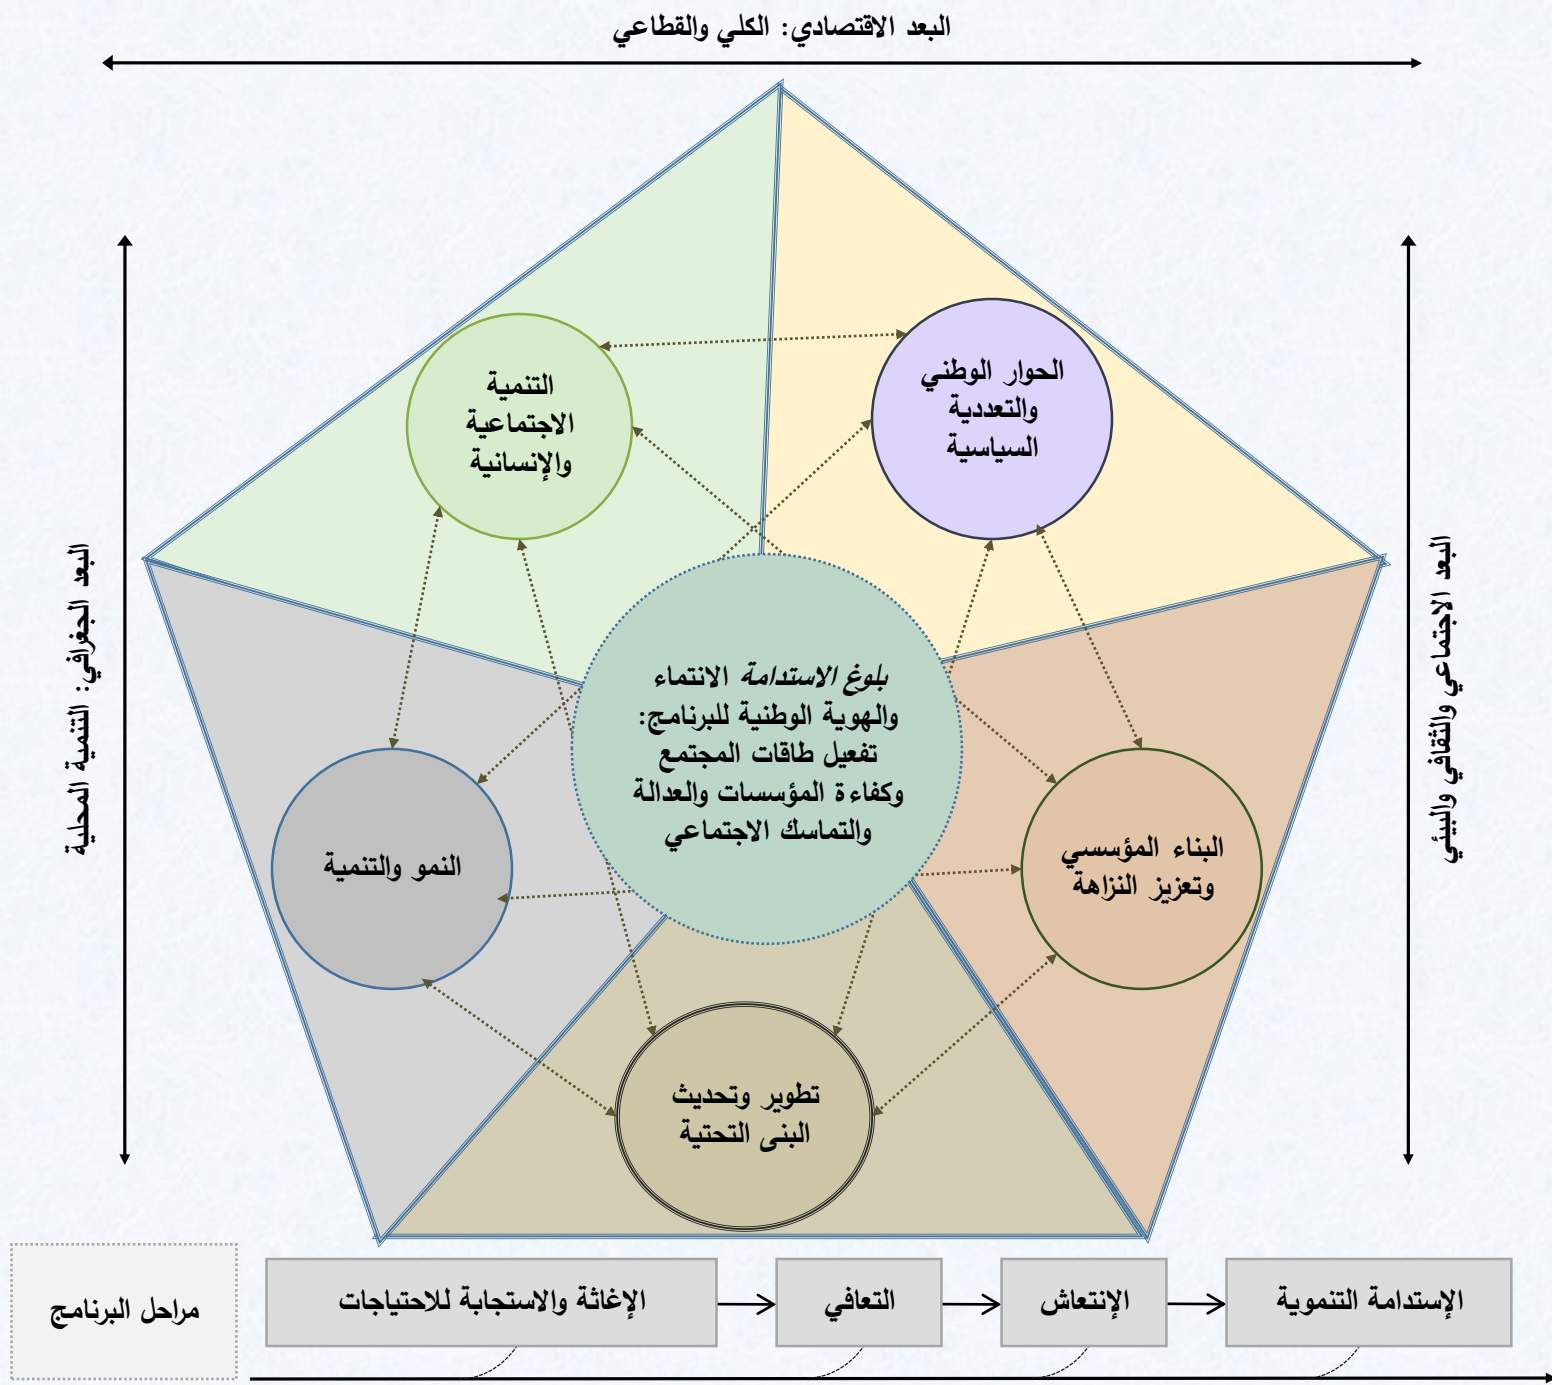 البعد الاقتصادي: الكلي والقطاعي
البعد الاجتماعي والثقافي والبيئي
البعد الجغرافي: التنمية المحلية
الحوار الوطني
والتعددية
السياسية
التنمية
الاجتماعية
والإنسانية
بلوغ الاستدامة الانتماء
والهوية الوطنية للبرنامج:
تفعيل طاقات المجتمع
وكفاءة المؤسسات والعدالة
والتماسك الاجتماعي
البناء المؤسسي
وتعزيز النزاهة
النمو والتنمية
تطوير وتحديث
البنى التحتية
مراحل البرنامج
الإغاثة والاستجابة للاحتياجات
التعافي
الإنتعاش
الإستدامة التنموية